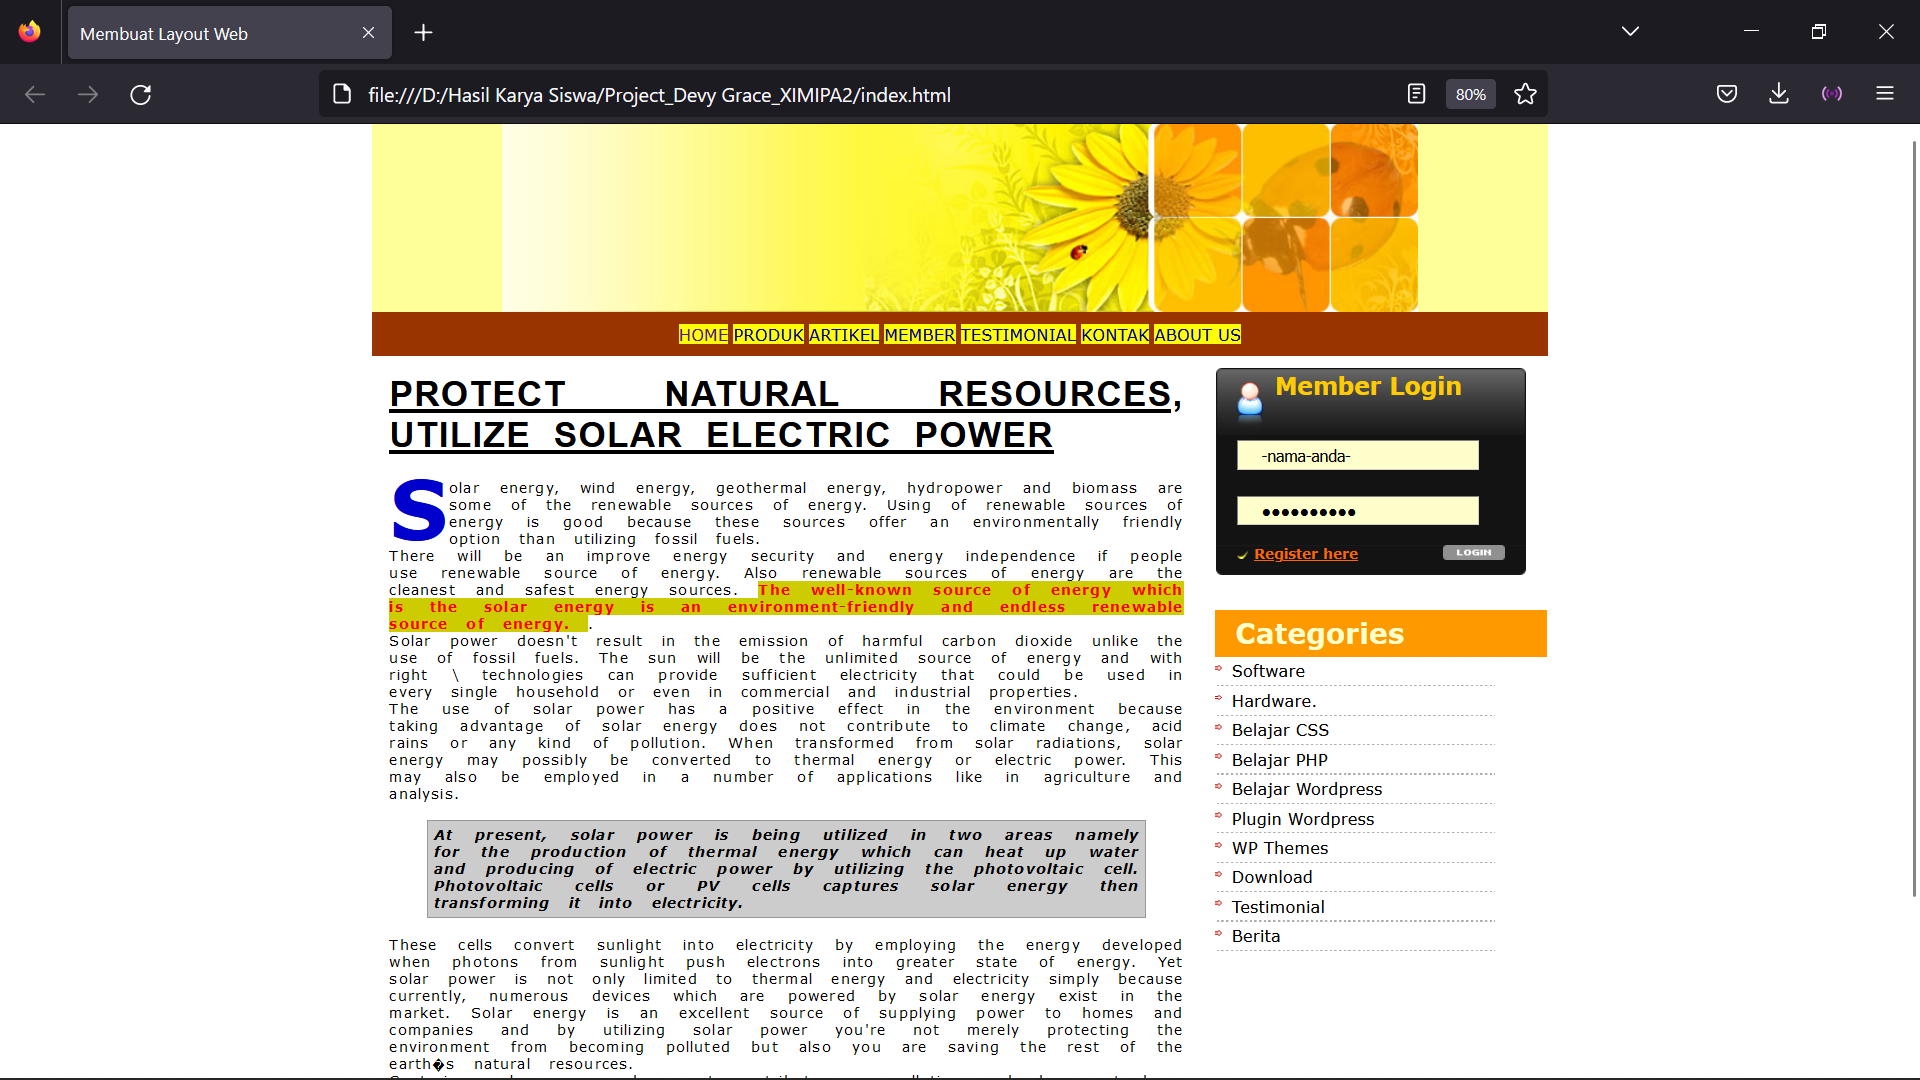 Membuat Layout Web
file:///D:/Hasil Karya Siswa/Project_Devy Grace_XIMIPA2/index.html
80%
HOME PRODUK ARTIKEL MEMBER TESTIMONIAL KONTAK ABOUT US
PROTECT NATURAL RESOURCES,
UTILIZE SOLAR ELECTRIC POWER
Solar energy, wind energy, geothermal energy, hydropower and biomass are
some of the renewable sources of energy. Using of renewable sources of
energy is good because these sources offer an environmentally friendly
option than utilizing fossil fuels.
There will be an improve energy security and energy independence if people
use renewable source of energy. Also renewable sources of energy are the
cleanest and safest energy sources. The well-known source of energy which
is the solar energy is an environment-friendly and endless renewable
source of energy. .
Solar power doesn't result in the emission of harmful carbon dioxide unlike the
use of fossil fuels. The sun will be the unlimited source of energy and with
right \ technologies can provide sufficient electricity that could be used in
every single household or even in commercial and industrial properties.
The use of solar power has a positive effect in the environment because
taking advantage of solar energy does not contribute to climate change, acid
rains or any kind of pollution. When transformed from solar radiations, solar
energy may possibly be converted to thermal energy or electric power. This
may also be employed in a number of applications like in agriculture and
analysis.
At present, solar power is being utilized in two areas namely
for the production of thermal energy which can heat up water
and producing of electric power by utilizing the photovoltaic cell.
Photovoltaic cells or PV cells captures solar energy then
transforming it into electricity.
These cells convert sunlight into electricity by employing the energy developed
when photons from sunlight push electrons into greater state of energy. Yet
solar power is not only limited to thermal energy and electricity simply because
currently, numerous devices which are powered by solar energy exist in the
market. Solar energy is an excellent source of supplying power to homes and
companies and by utilizing solar power you're not merely protecting the
environment from becoming polluted but also you are saving the rest of the
earth�s natural resources.
Member Login
-nama-anda-
●●●●●●●●●●
Register here
LOGIN
Categories
Software
Hardware.
Belajar CSS
Belajar PHP
Belajar Wordpress
Plugin Wordpress
WP Themes
Download
Testimonial
Berita